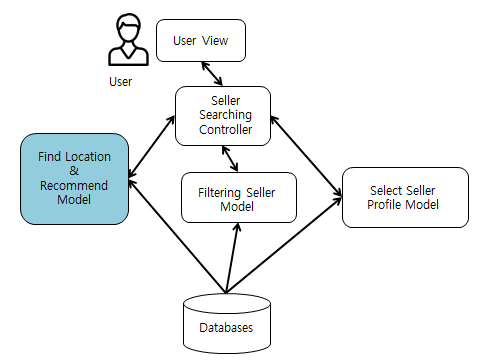 User View
User
Seller
Searching
Controller
Find Location
&
Recommend
Model
Filtering Seller
Model
Select Seller
Profile Model
Databases